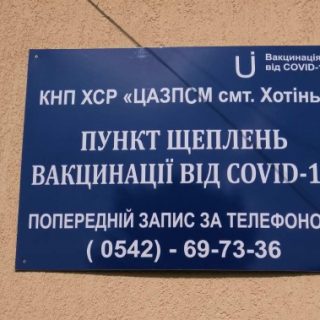 Вакцинація
від COVID-1
КНП ХСР «ЦАЗПСМ смт. Хотінь
ПУНКТ ЩЕПЛЕНЬ
ВАКЦИНАЦІЇ ВІД COVID-1
ПОПЕРЕДНІЙ ЗАПИС ЗА ТЕЛЕФОНО
( 0542) - 69-73-36